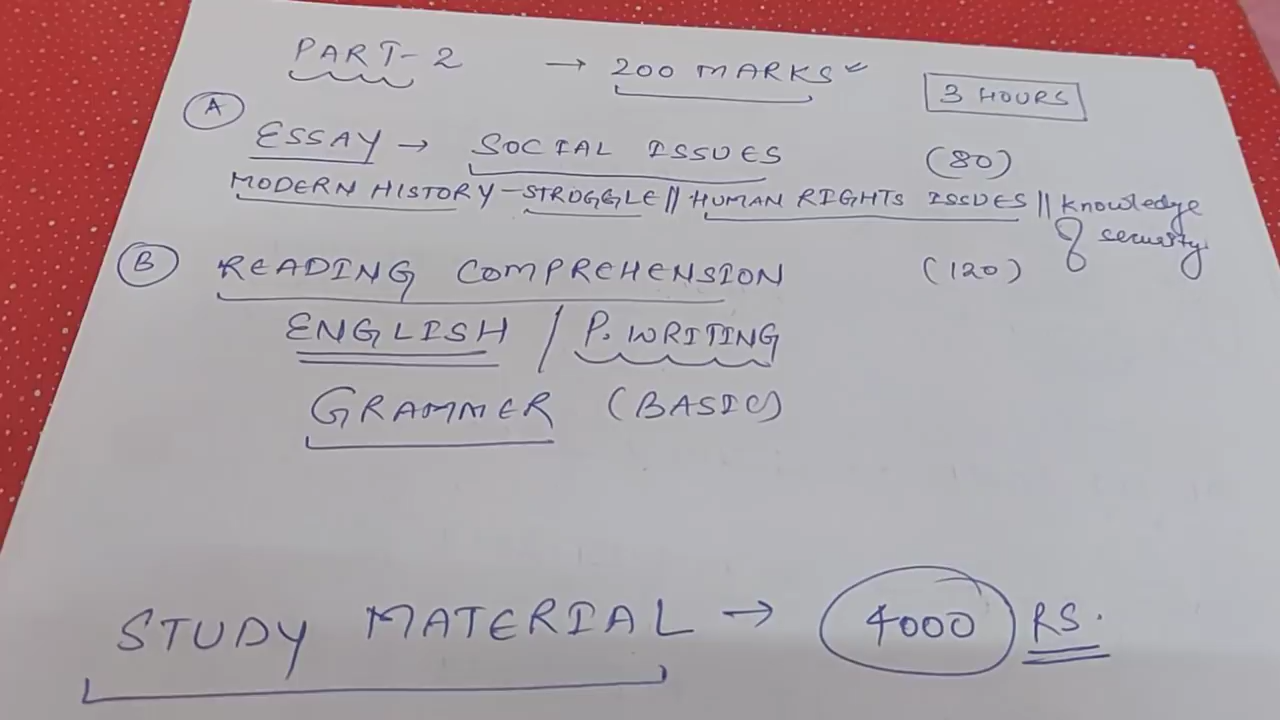 PART-2 → 200 MARKS
3 HOURS
A
ESSAY → SOCIAL ISSUES (80)
MODERN HISTORY-STRUGGLE || HUMAN RIGHTS ISSUES || knowledge
of security
B READING COMPREHENSION (120)
ENGLISH / P. WRITING
GRAMMER (BASIC)
STUDY MATERIAL → 4000 RS.